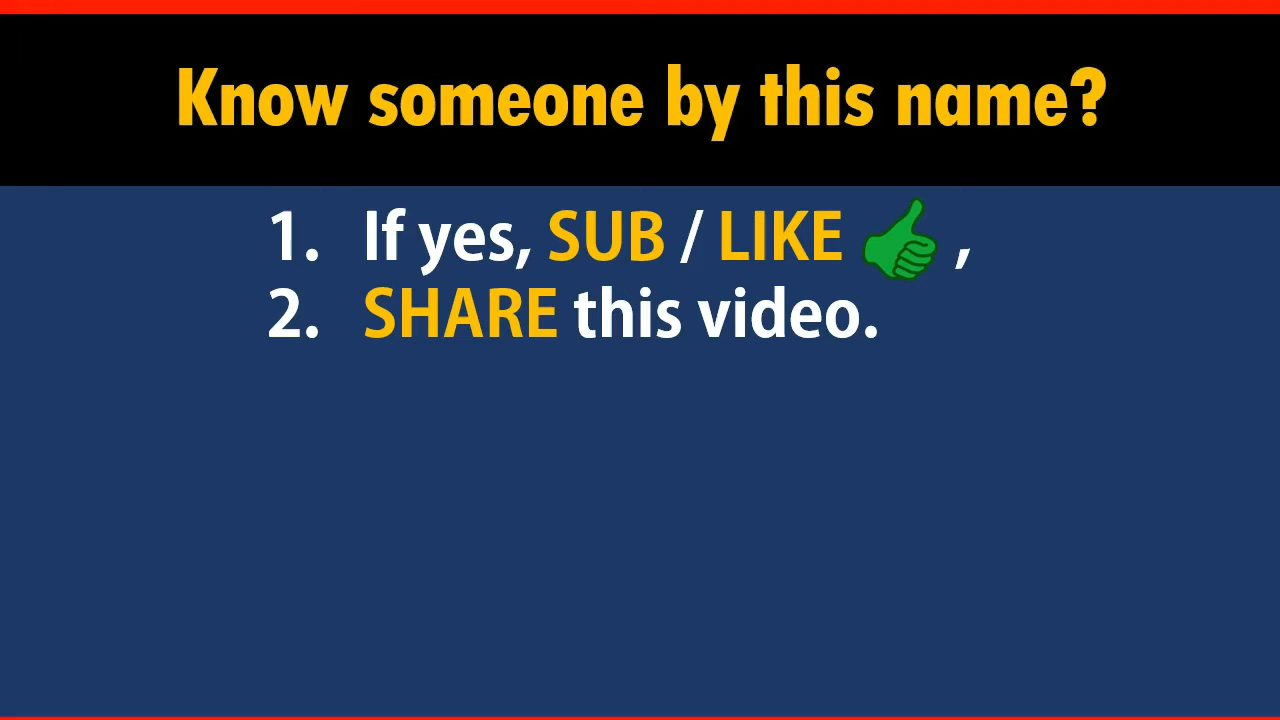 Know someone by this name?
1. If yes, SUB / LIKE ,
2. SHARE this video.